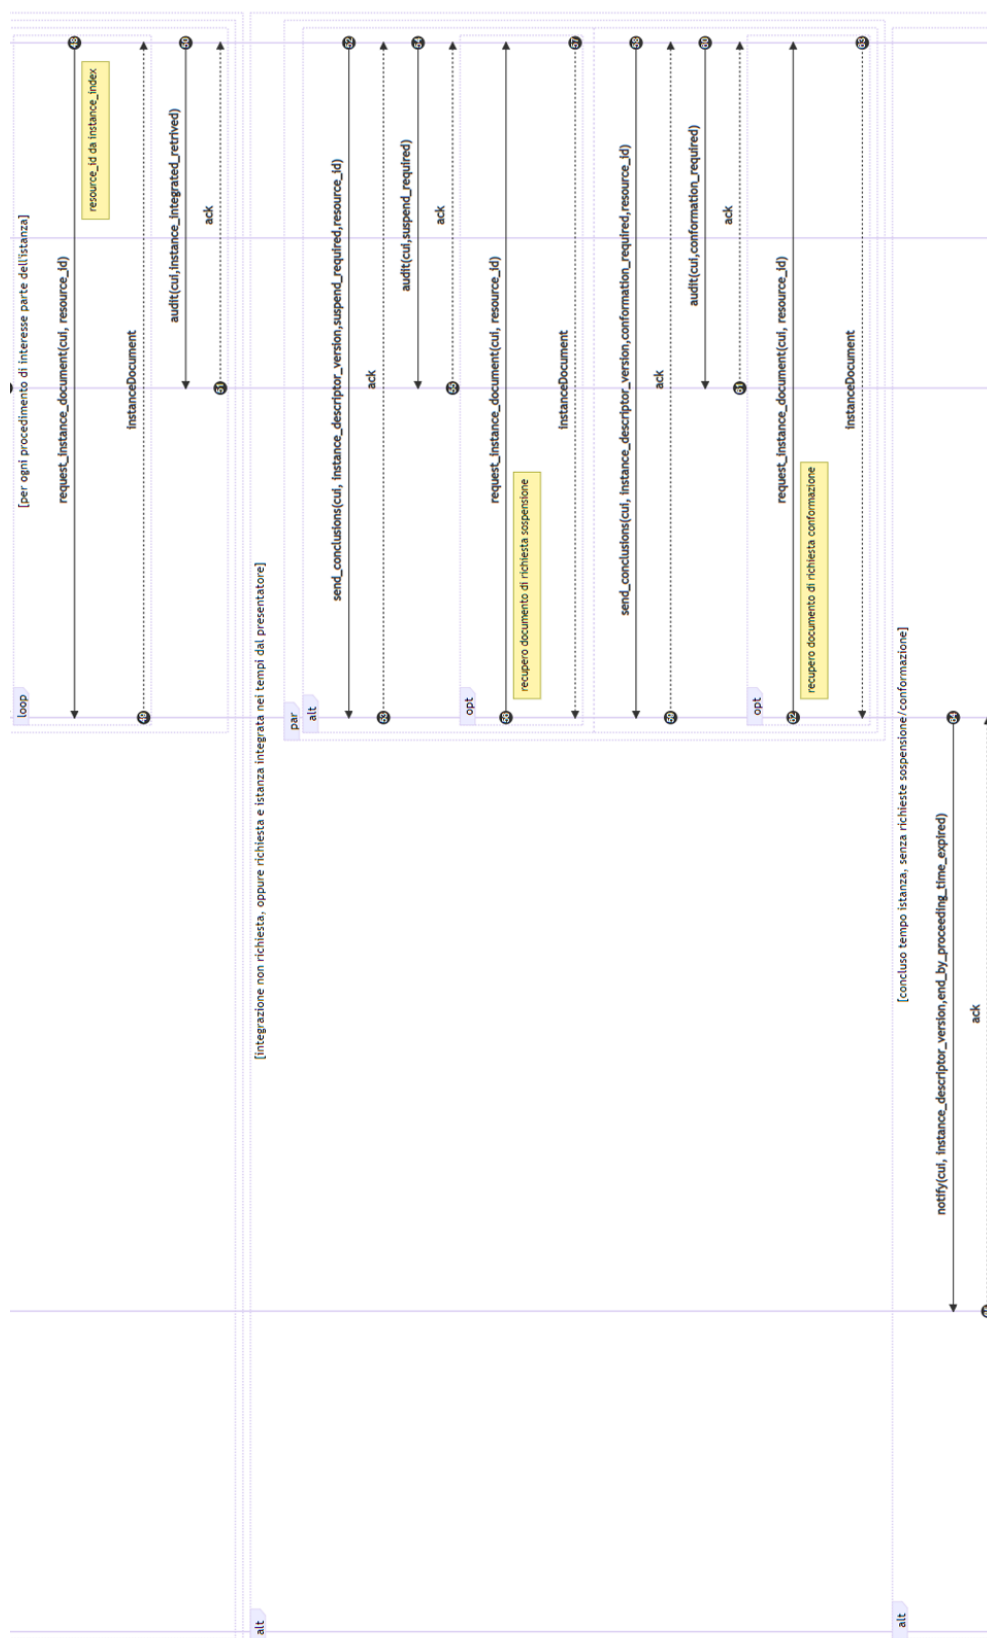 loop
[per ogni procedimento di interesse parte dell'istanza]
48
request_instance_document(cui, resource_id)
resource_id da instance_index
instanceDocument
49
50
audit(cui,instance_integrated_retrived)
ack
51
alt
[integrazione non richiesta, oppure richiesta e istanza integrata nei tempi dal presentatore]
par
alt
52
send_conclusions(cui, instance_descriptor_version,suspend_required,resource_id)
ack
53
54
audit(cui,suspend_required)
ack
55
opt
request_instance_document(cui, resource_id)
56
recupero documento di richiesta sospensione
instanceDocument
57
58
send_conclusions(cui, instance_descriptor_version,conformation_required,resource_id)
ack
59
60
audit(cui,conformation_required)
ack
61
opt
request_instance_document(cui, resource_id)
62
recupero documento di richiesta conformazione
instanceDocument
63
alt
[concluso tempo istanza, senza richieste sospensione/conformazione]
64
notify(cui, instance_descriptor_version,end_by_proceeding_time_expired)
ack